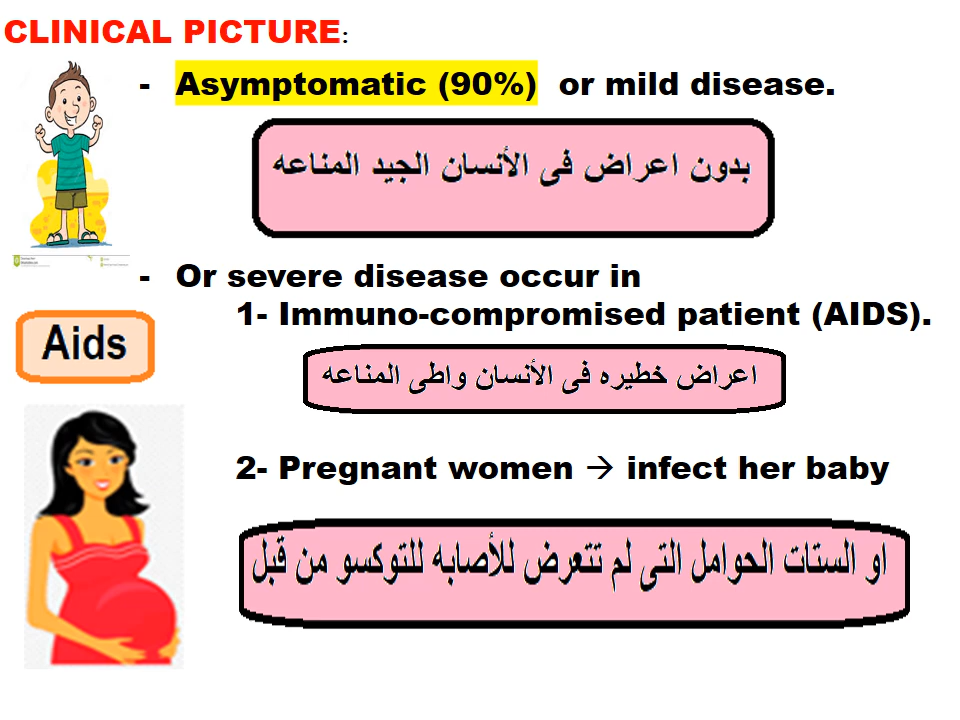 CLINICAL PICTURE:
- Asymptomatic (90%) or mild disease.
بدون اعراض فى الأنسان الجيد المناعه
- Or severe disease occur in
1- Immuno-compromised patient (AIDS).
Aids
اعراض خطيره فى الأنسان واطى المناعه
2- Pregnant women → infect her baby
او الستات الحوامل التى لم تتعرض للأصابه للتوكسو من قبل